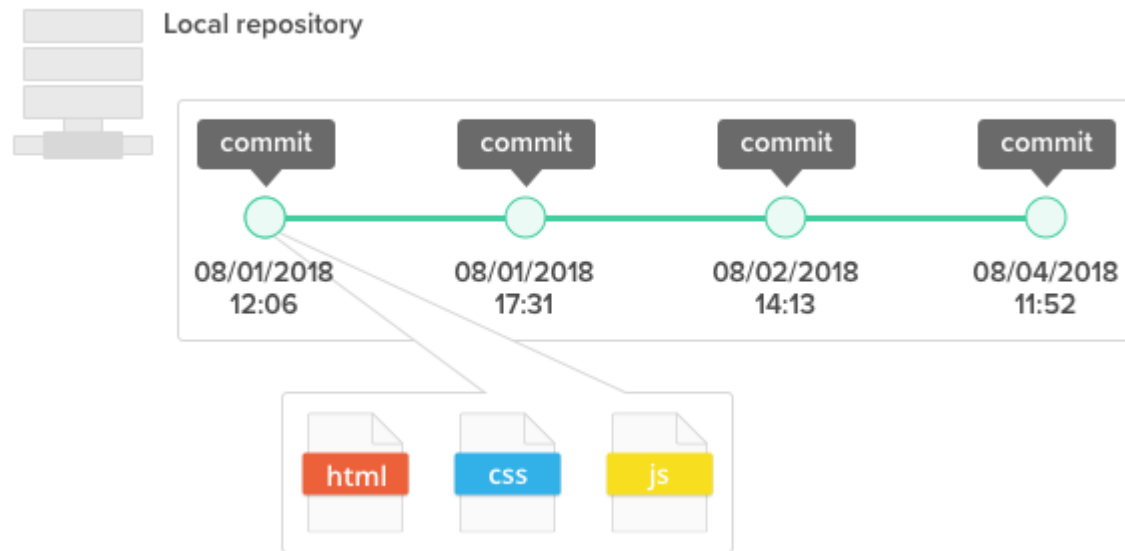 Local repository
commit
commit
commit
commit
08/01/2018
12:06
08/01/2018
17:31
08/02/2018
14:13
08/04/2018
11:52
html
css
js